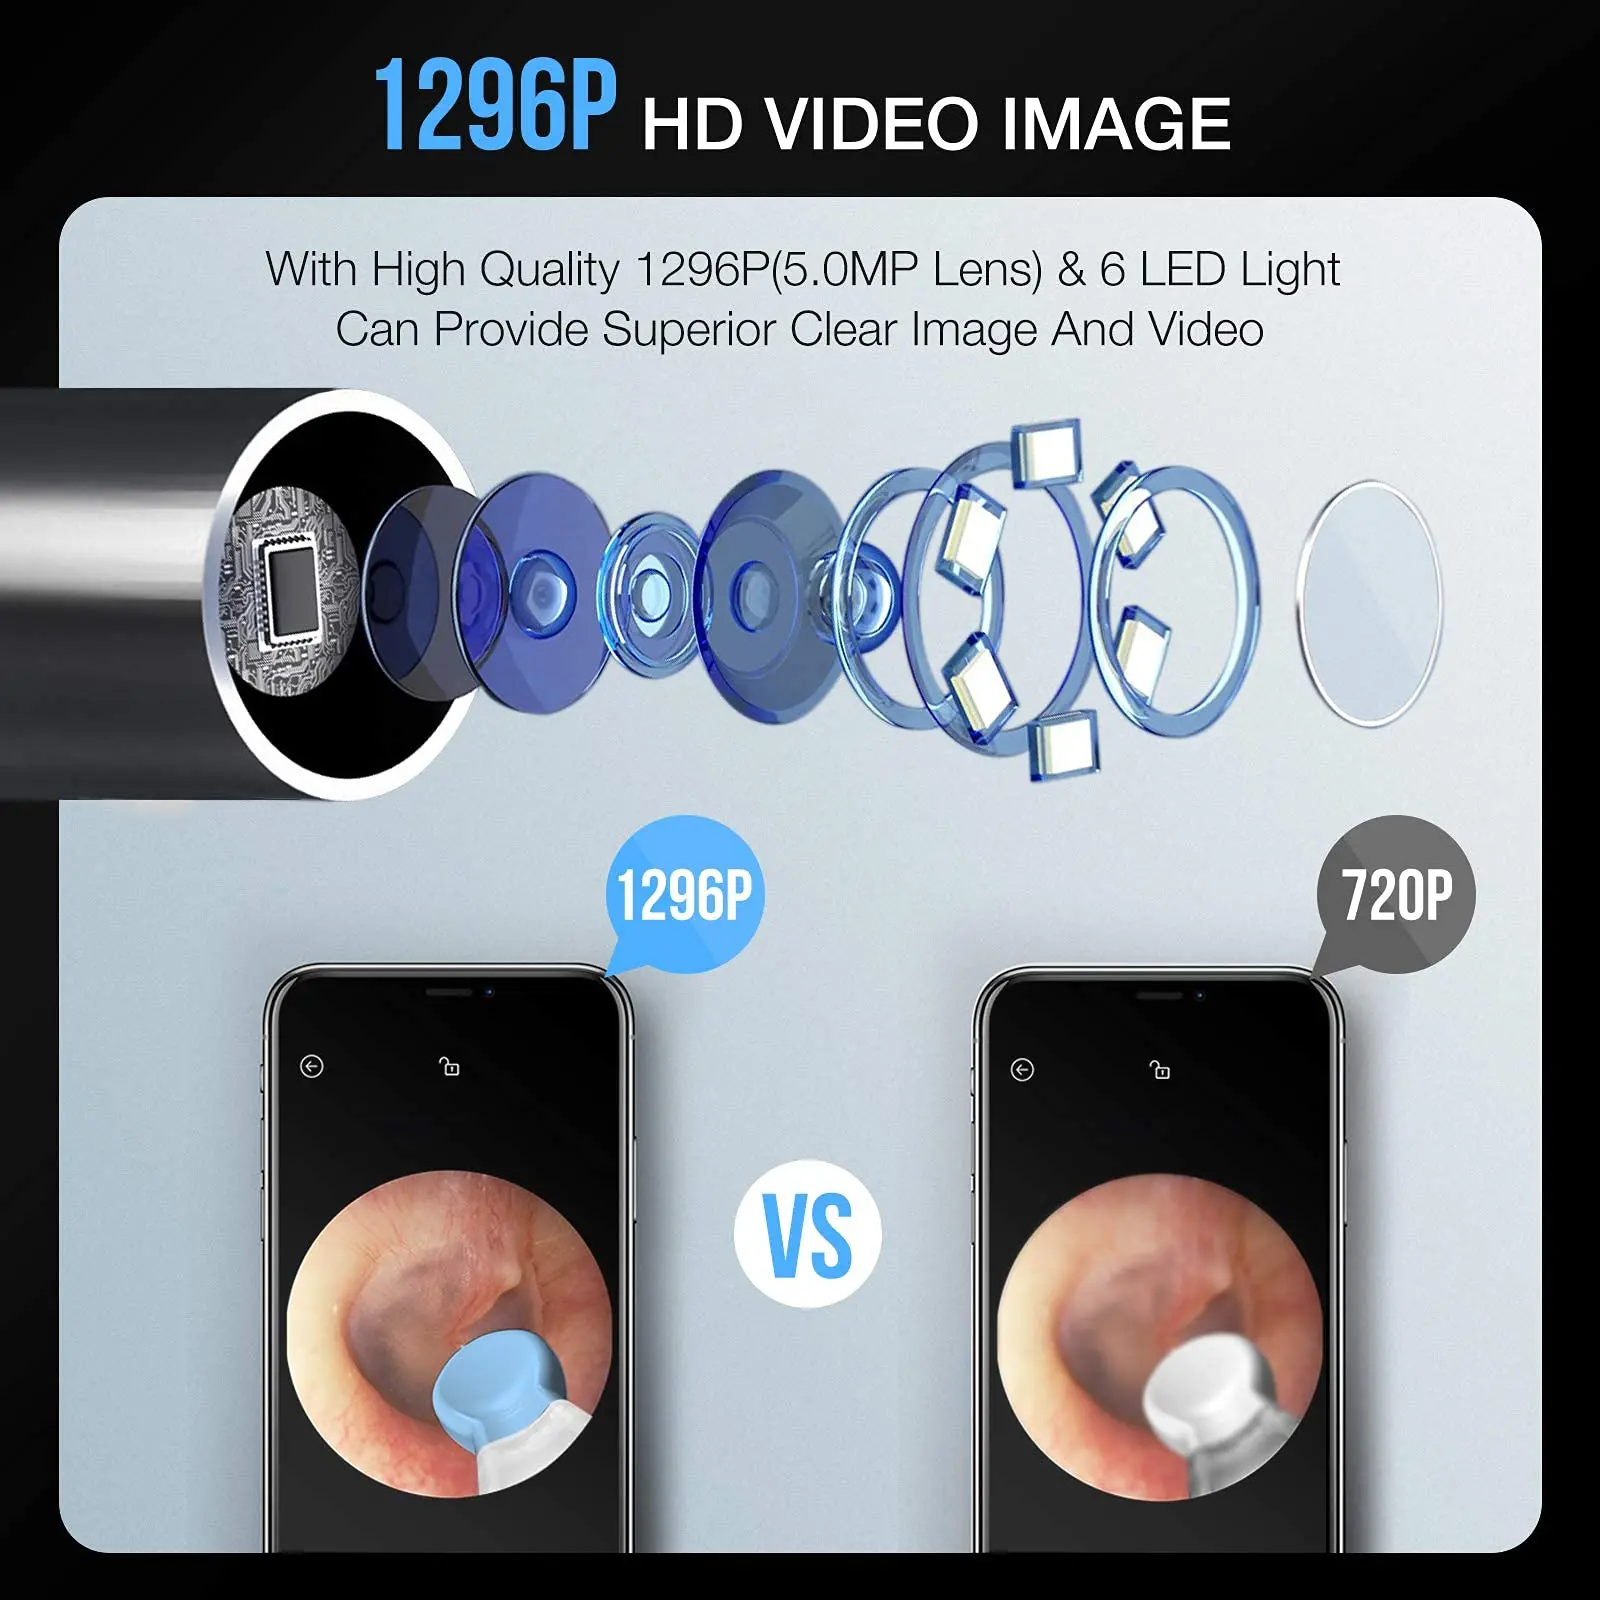 1296P HD VIDEO IMAGE
With High Quality 1296P(5.0MP Lens) & 6 LED Light
Can Provide Superior Clear Image And Video
1296P
720P
VS